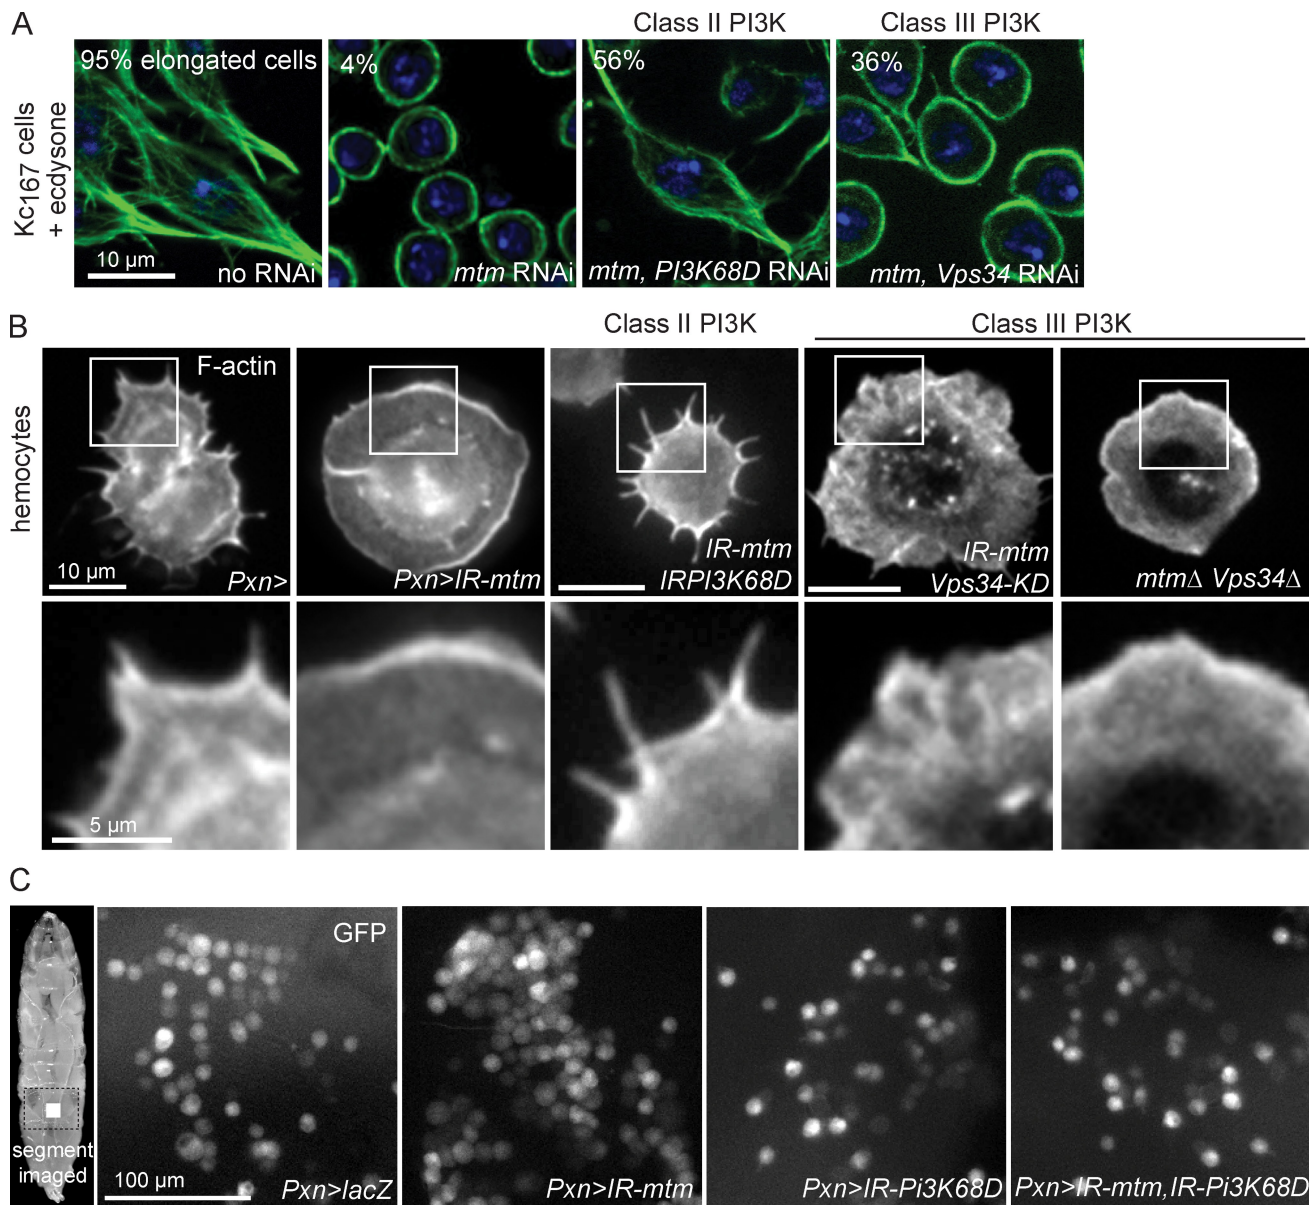 A
Class II PI3K
Class III PI3K
Kc167 cells
+ ecdysone
95% elongated cells
4%
56%
36%
10 µm
no RNAi
mtm RNAi
mtm, PI3K68D RNAi
mtm, Vps34 RNAi
B
Class II PI3K
Class III PI3K
hemocytes
F-actin
10 µm
Pxn>
Pxn>IR-mtm
IR-mtm
IRPI3K68D
IR-mtm
Vps34-KD
mtmΔ Vps34Δ
5 µm
C
GFP
segment
imaged
100 µm
Pxn>lacZ
Pxn>IR-mtm
Pxn>IR-Pi3K68D
Pxn>IR-mtm,IR-Pi3K68D